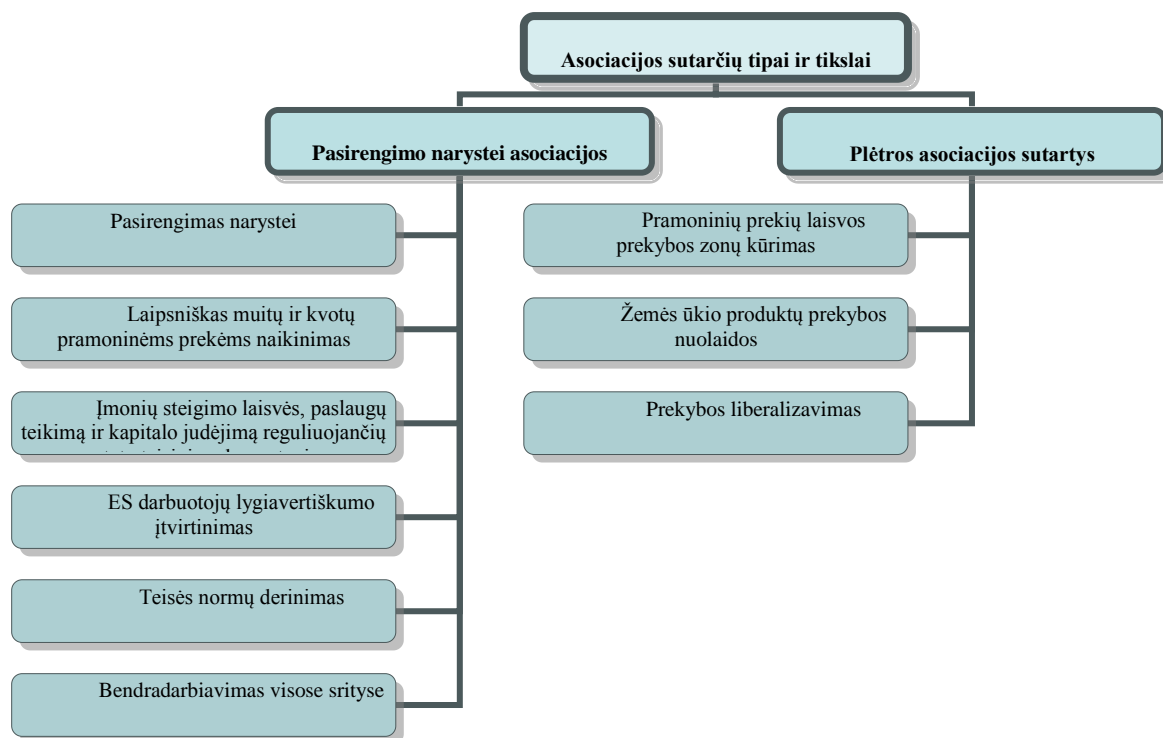 Asociacijos sutarčių tipai ir tikslai
Pasirengimo narystei asociacijos
Plėtros asociacijos sutartys
Pasirengimas narystei
Laipsniškas muitų ir kvotų
pramoninėms prekėms naikinimas
Įmonių steigimo laisvės, paslaugų
teikimą ir kapitalo judėjimą reguliuojančių
ES darbuotojų lygiavertiškumo
įtvirtinimas
Teisės normų derinimas
Bendradarbiavimas visose srityse
Pramoninių prekių laisvos
prekybos zonų kūrimas
Žemės ūkio produktų prekybos
nuolaidos
Prekybos liberalizavimas